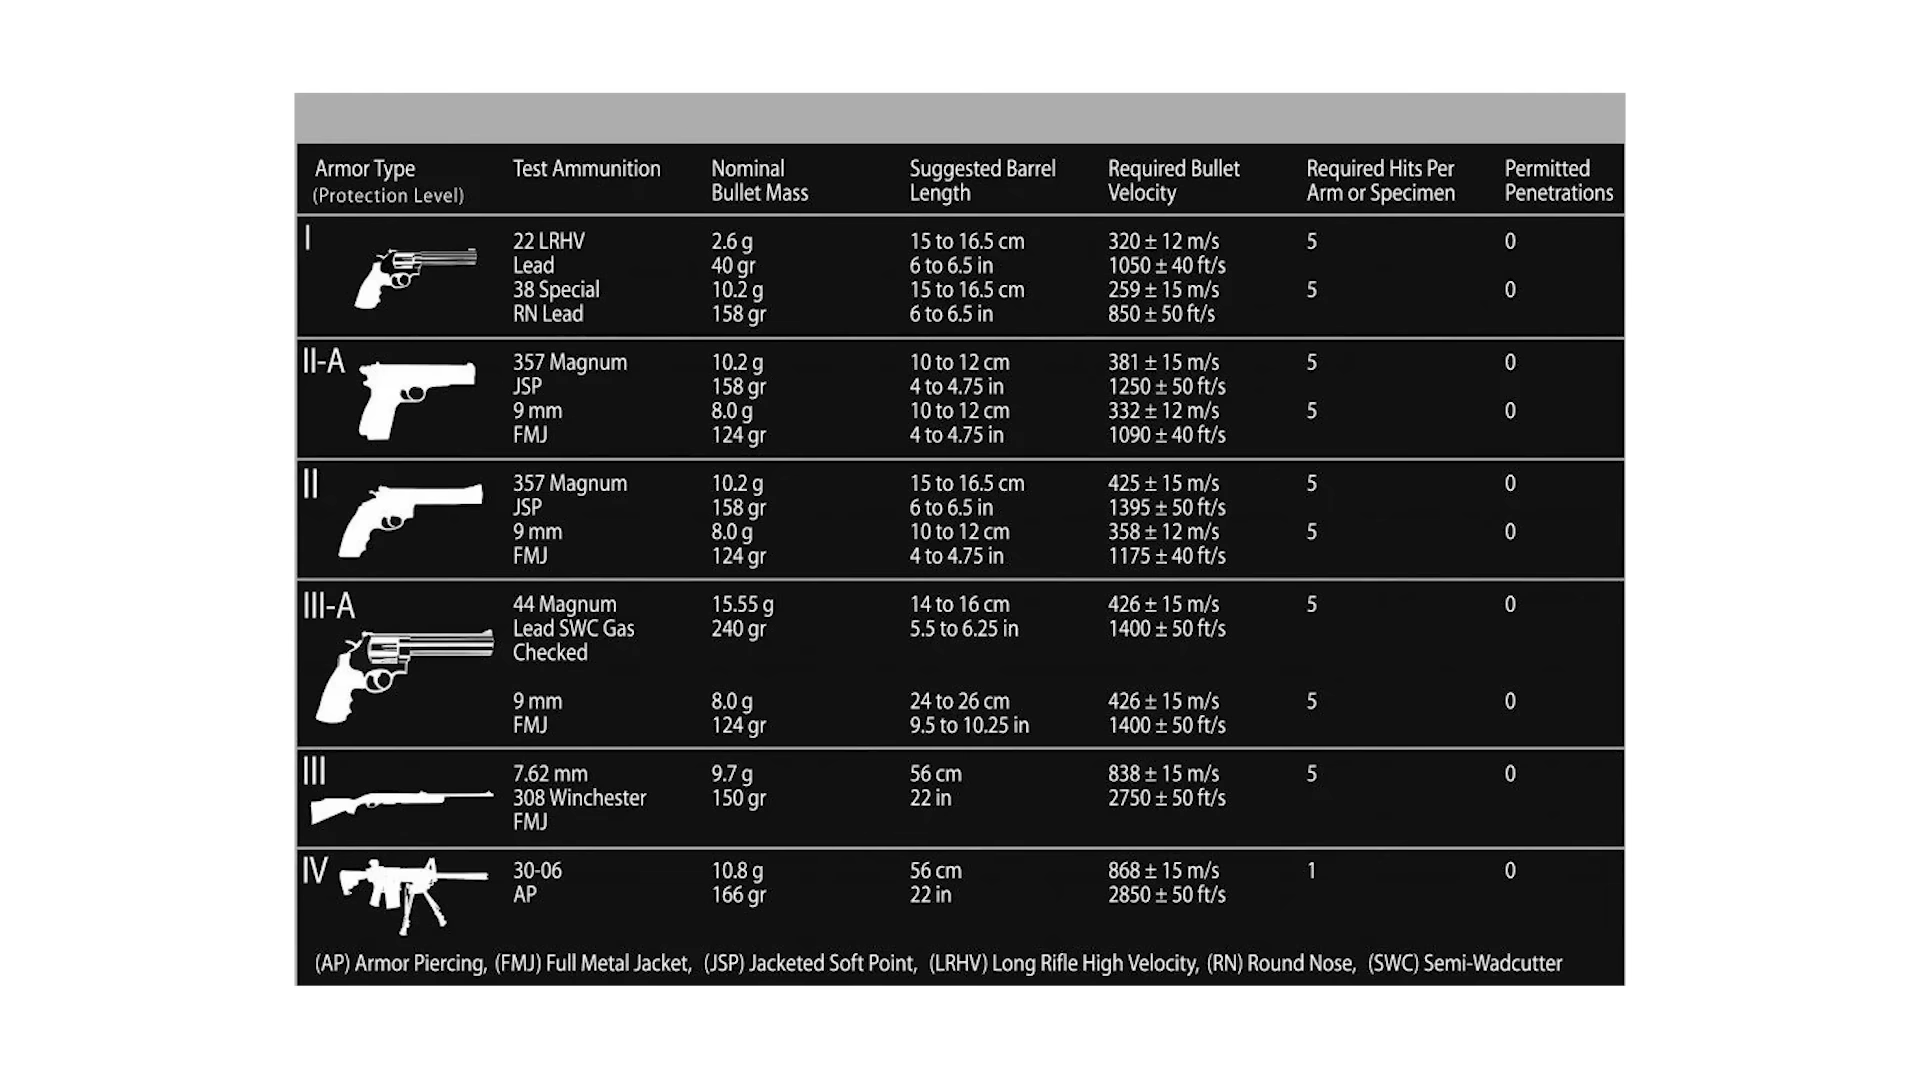 Armor Type
(Protection Level)
Test Ammunition
Nominal
Bullet Mass
Suggested Barrel
Length
Required Bullet
Velocity
Required Hits Per
Arm or Specimen
Permitted
Penetrations
I
22 LRHV 2.6 g 15 to 16.5 cm 320 ± 12 m/s 5 0
Lead 40 gr 6 to 6.5 in 1050 ± 40 ft/s
38 Special 10.2 g 15 to 16.5 cm 259 ± 15 m/s 5 0
RN Lead 158 gr 6 to 6.5 in 850 ± 50 ft/s
II-A
357 Magnum 10.2 g 10 to 12 cm 381 ± 15 m/s 5 0
JSP 158 gr 4 to 4.75 in 1250 ± 50 ft/s
9 mm 8.0 g 10 to 12 cm 332 ± 12 m/s 5 0
FMJ 124 gr 4 to 4.75 in 1090 ± 40 ft/s
II
357 Magnum 10.2 g 15 to 16.5 cm 425 ± 15 m/s 5 0
JSP 158 gr 6 to 6.5 in 1395 ± 50 ft/s
9 mm 8.0 g 10 to 12 cm 358 ± 12 m/s 5 0
FMJ 124 gr 4 to 4.75 in 1175 ± 40 ft/s
III-A
44 Magnum 15.55 g 14 to 16 cm 426 ± 15 m/s 5 0
Lead SWC Gas 240 gr 5.5 to 6.25 in 1400 ± 50 ft/s
Checked
9 mm 8.0 g 24 to 26 cm 426 ± 15 m/s 5 0
FMJ 124 gr 9.5 to 10.25 in 1400 ± 50 ft/s
III
7.62 mm 9.7 g 56 cm 838 ± 15 m/s 5 0
308 Winchester 150 gr 22 in 2750 ± 50 ft/s
FMJ
IV
30-06 10.8 g 56 cm 868 ± 15 m/s 1 0
AP 166 gr 22 in 2850 ± 50 ft/s
(AP) Armor Piercing, (FMJ) Full Metal Jacket, (JSP) Jacketed Soft Point, (LRHV) Long Rifle High Velocity, (RN) Round Nose, (SWC) Semi-Wadcutter